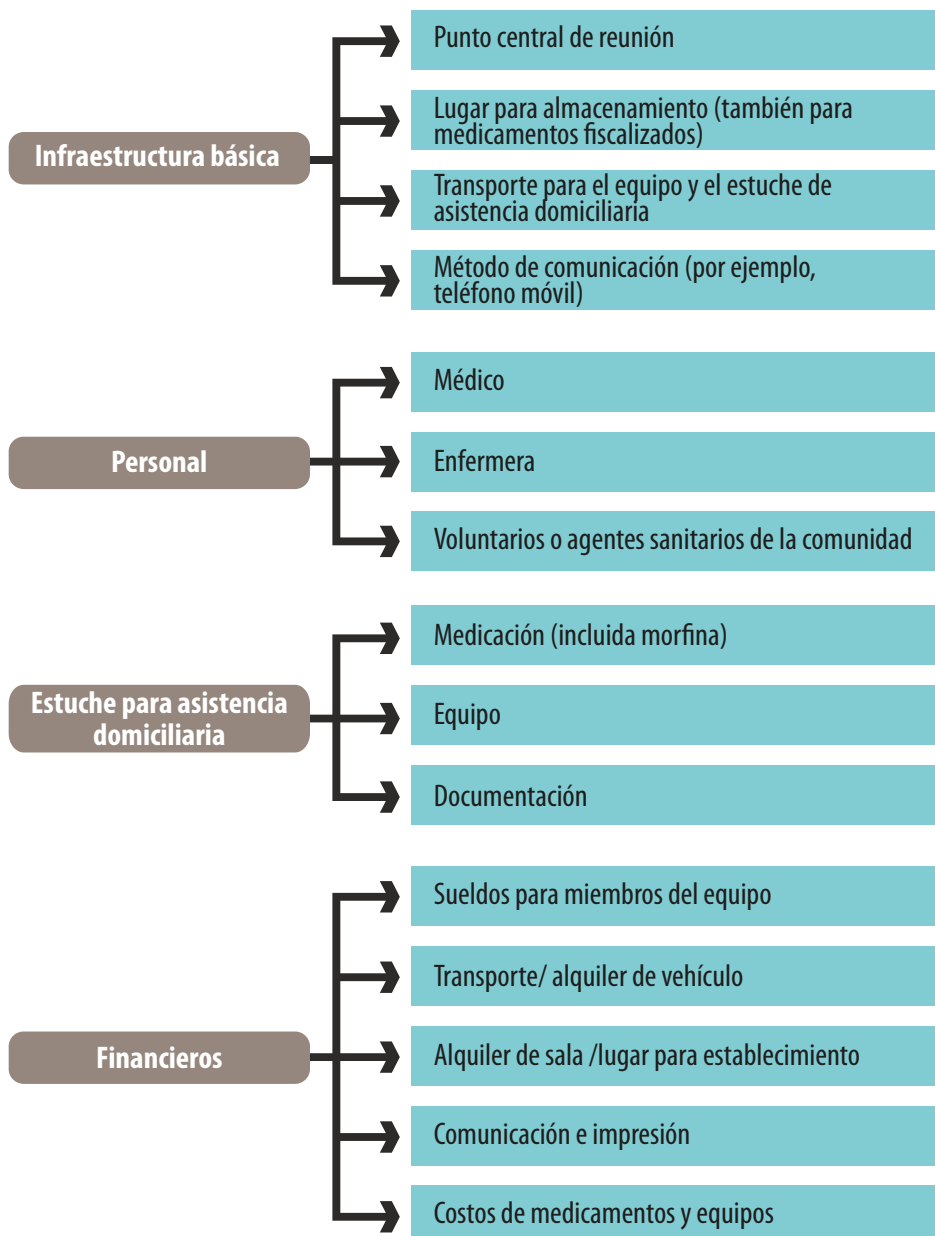 Infraestructura básica
Punto central de reunión
Lugar para almacenamiento (también para
medicamentos fiscalizados)
Transporte para el equipo y el estuche de
asistencia domiciliaria
Método de comunicación (por ejemplo,
teléfono móvil)
Personal
Médico
Enfermera
Voluntarios o agentes sanitarios de la comunidad
Estuche para asistencia
domiciliaria
Medicación (incluida morfina)
Equipo
Documentación
Financieros
Sueldos para miembros del equipo
Transporte/ alquiler de vehículo
Alquiler de sala /lugar para establecimiento
Comunicación e impresión
Costos de medicamentos y equipos